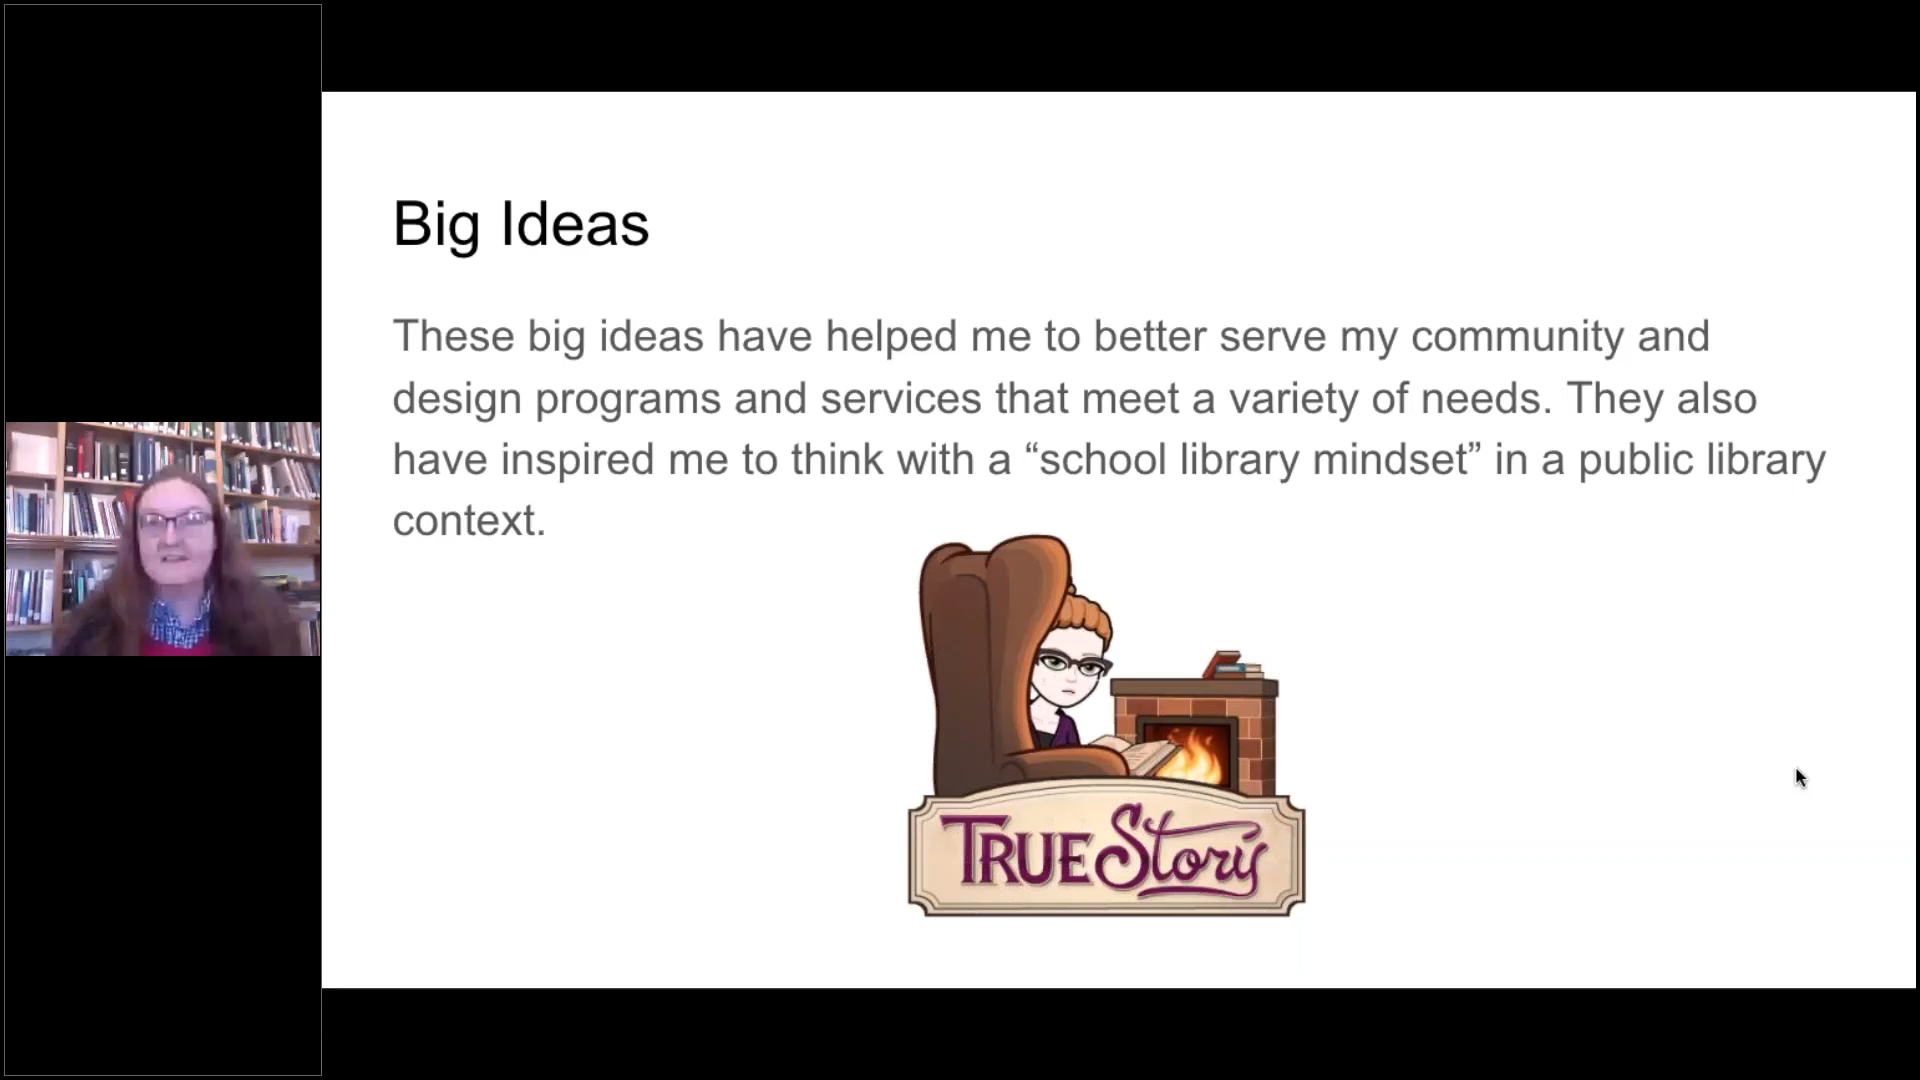 Big Ideas
These big ideas have helped me to better serve my community and
design programs and services that meet a variety of needs. They also
have inspired me to think with a “school library mindset” in a public library
context.
TRUE Story